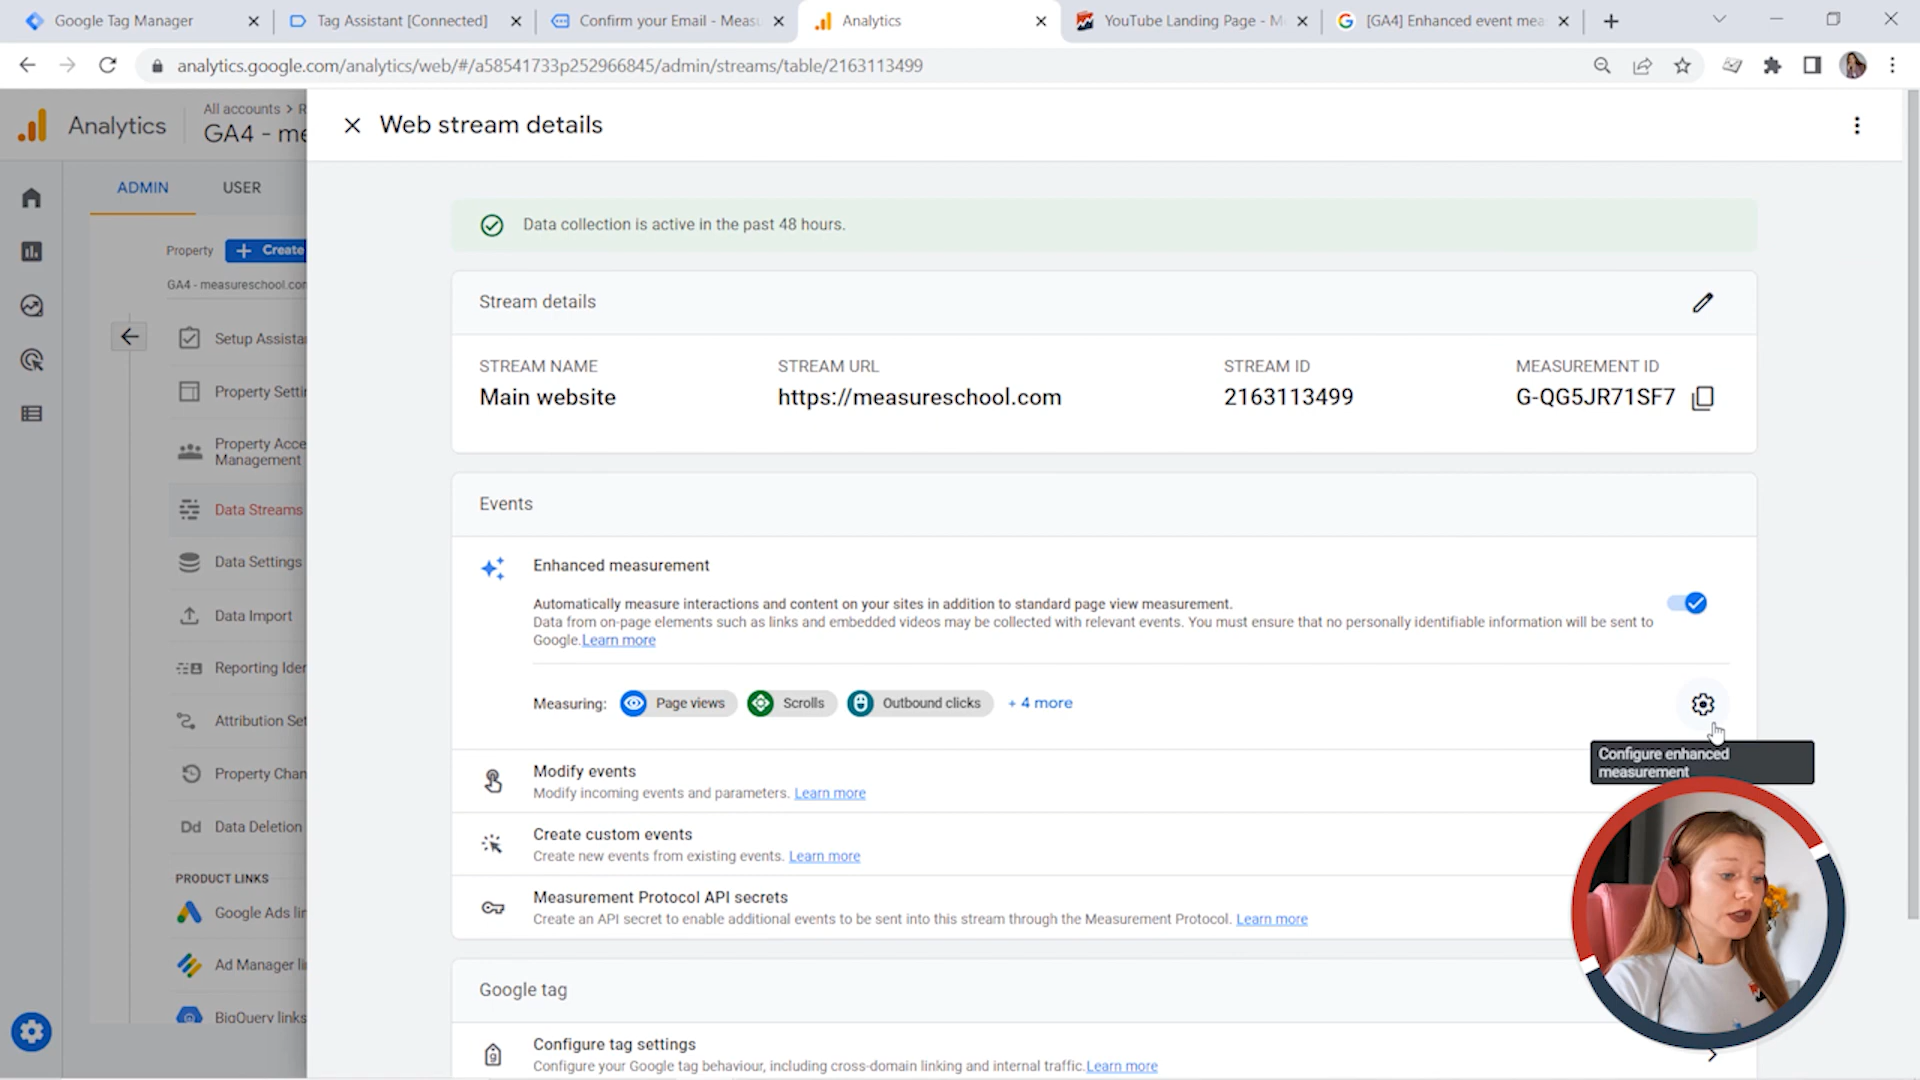 Google Tag Manager
Tag Assistant [Connected]
Confirm your Email - Measu
Analytics
YouTube Landing Page - M
[GA4] Enhanced event mea
analytics.google.com/analytics/web/#/a58541733p252966845/admin/streams/table/2163113499
Analytics
All accounts > R
GA4 - me
Web stream details
ADMIN
USER
Property
Create
GA4 - measureschool.com
Setup Assista
Property Setti
Property Acce
Management
Data Streams
Data Settings
Data Import
Reporting Iden
Attribution Set
Property Chan
Dd
Data Deletion
PRODUCT LINKS
Google Ads lin
Ad Manager li
BigQuery links
Data collection is active in the past 48 hours.
Stream details
STREAM NAME
STREAM URL
STREAM ID
MEASUREMENT ID
Main website
https://measureschool.com
2163113499
G-QG5JR71SF7
Events
Enhanced measurement
Automatically measure interactions and content on your sites in addition to standard page view measurement.
Data from on-page elements such as links and embedded videos may be collected with relevant events. You must ensure that no personally identifiable information will be sent to
Google.Learn more
Measuring:
Page views
Scrolls
Outbound clicks
+ 4 more
Configure enhanced
measurement
Modify events
Modify incoming events and parameters. Learn more
Create custom events
Create new events from existing events. Learn more
Measurement Protocol API secrets
Create an API secret to enable additional events to be sent into this stream through the Measurement Protocol. Learn more
Google tag
Configure tag settings
Configure your Google tag behaviour, including cross-domain linking and internal traffic.Learn more